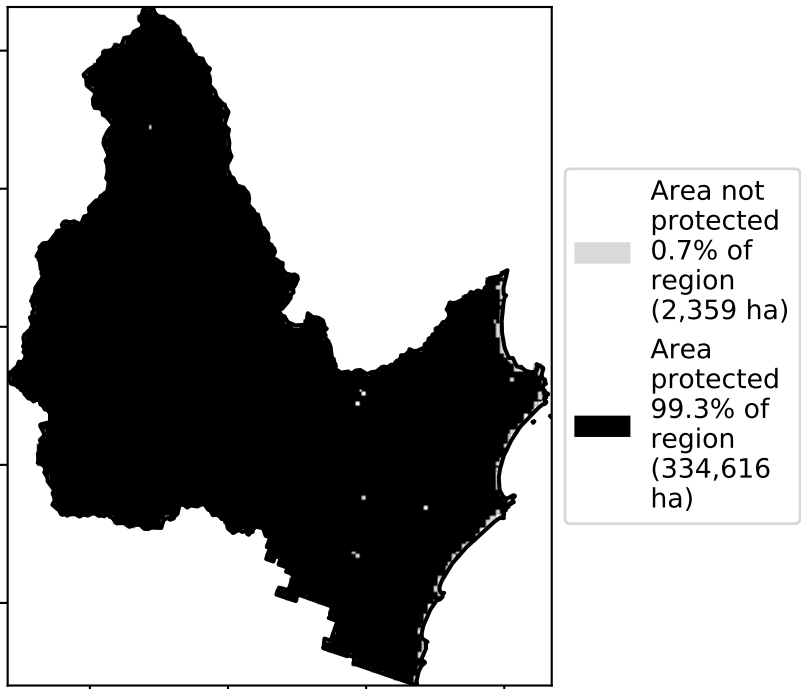 Area not
protected
0.7% of
region
(2,359 ha)
Area
protected
99.3% of
region
(334,616
ha)